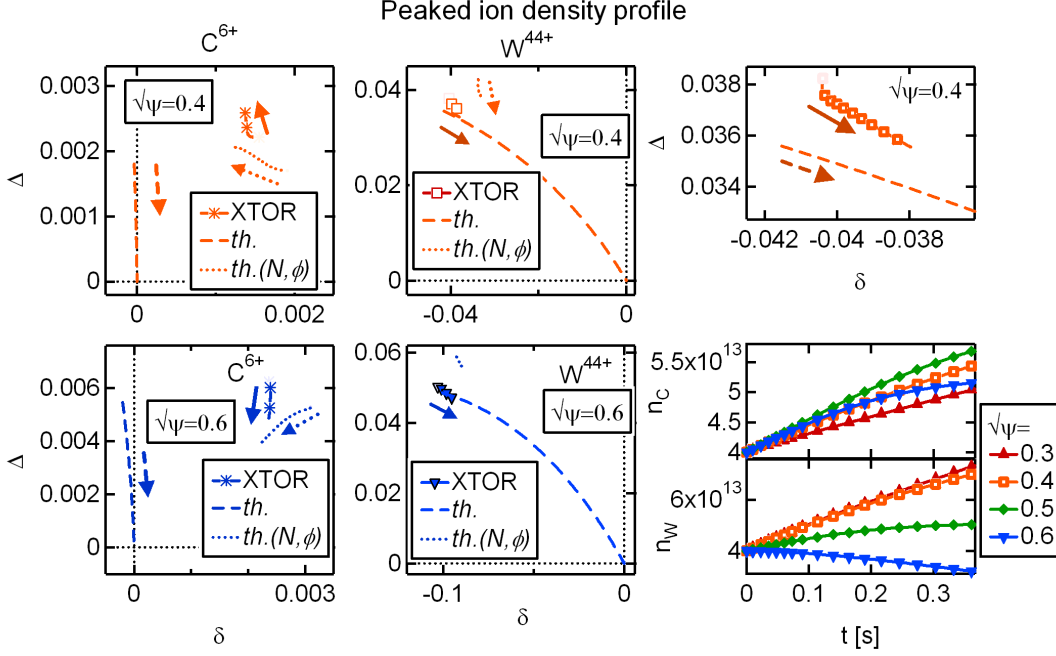 Peaked ion density profile
C⁶⁺
0.003
0.002
0.001
0
Δ
√ψ=0.4
XTOR
th.
th.(N,ϕ)
0
0.002
W⁴⁴⁺
0.04
0.02
0
√ψ=0.4
XTOR
th.
th.(N,ϕ)
-0.04
0
0.038
0.036
0.034
Δ
√ψ=0.4
-0.042
-0.04
-0.038
δ
C⁶⁺
0.006
0.004
0.002
0
Δ
√ψ=0.6
XTOR
th.
th.(N,ϕ)
0
0.003
δ
W⁴⁴⁺
0.06
0.04
0.02
0
√ψ=0.6
XTOR
th.
th.(N,ϕ)
-0.1
0
δ
5.5x10¹³
5
4.5
4
n_C
6x10¹³
4
n_W
0
0.1
0.2
0.3
t [s]
√ψ=
0.3
0.4
0.5
0.6